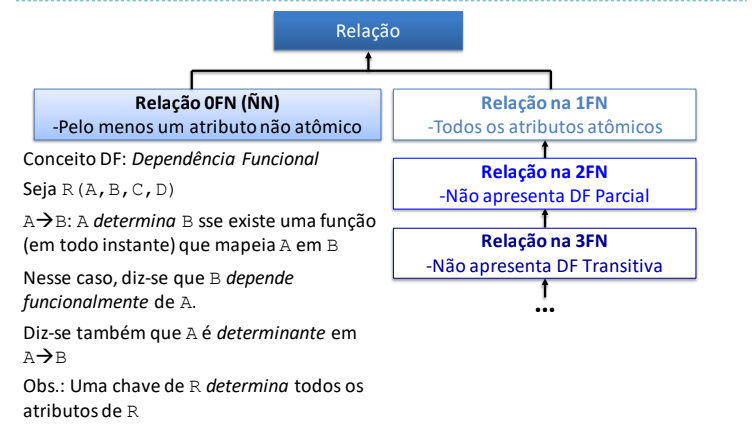 Relação
Relação 0FN (ÑN)
-Pelo menos um atributo não atômico
Relação na 1FN
-Todos os atributos atômicos
Relação na 2FN
-Não apresenta DF Parcial
Relação na 3FN
-Não apresenta DF Transitiva
...
Conceito DF: Dependência Funcional
Seja R(A,B,C,D)
A→B: A determina B sse existe uma função
(em todo instante) que mapeia A em B
Nesse caso, diz-se que B depende
funcionalmente de A.
Diz-se também que A é determinante em
A→B
Obs.: Uma chave de R determina todos os
atributos de R